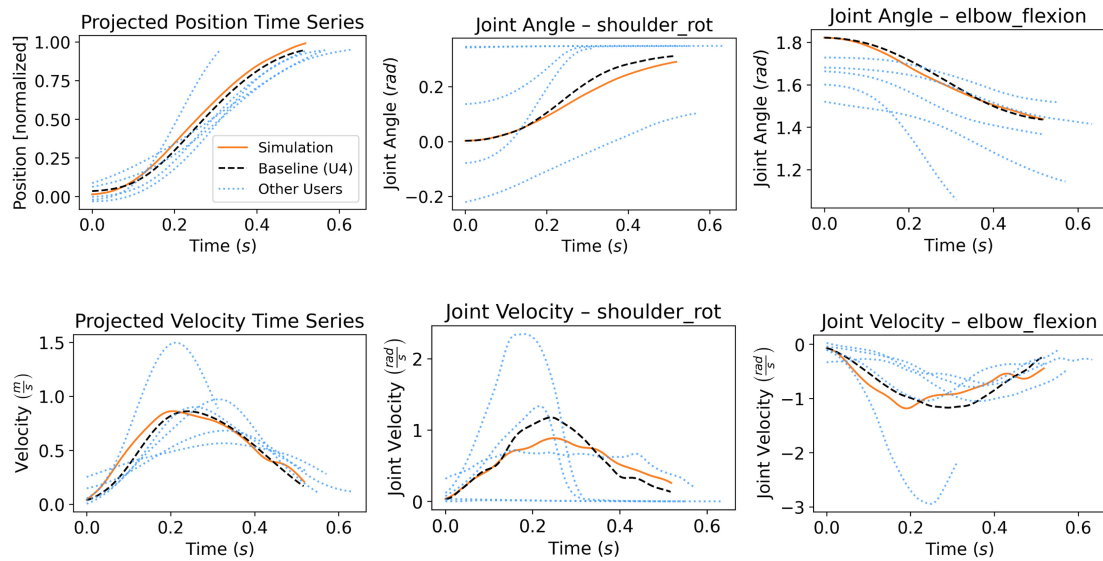 Projected Position Time Series
Position [normalized]
1.00
0.75
0.50
0.25
0.00
Simulation
Baseline (U4)
Other Users
0.0
0.2
0.4
0.6
Time (s)
Joint Angle – shoulder_rot
Joint Angle (rad)
0.2
0.0
−0.2
0.0
0.2
0.4
0.6
Time (s)
Joint Angle – elbow_flexion
Joint Angle (rad)
1.8
1.6
1.4
1.2
0.0
0.2
0.4
0.6
Time (s)
Projected Velocity Time Series
Velocity (m/s)
1.5
1.0
0.5
0.0
0.0
0.2
0.4
0.6
Time (s)
Joint Velocity – shoulder_rot
Joint Velocity (rad/s)
2
1
0
0.0
0.2
0.4
0.6
Time (s)
Joint Velocity – elbow_flexion
Joint Velocity (rad/s)
0
−1
−2
−3
0.0
0.2
0.4
0.6
Time (s)